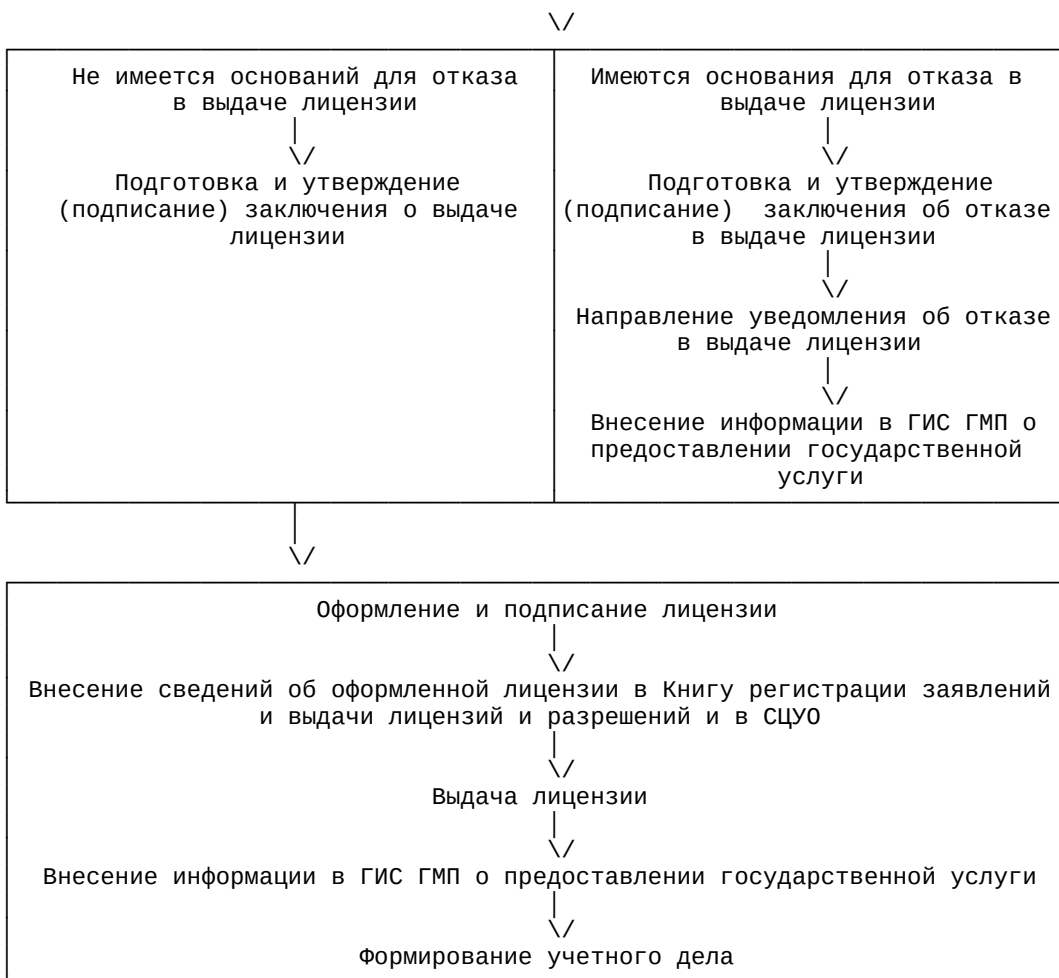 Не имеется оснований для отказа
в выдаче лицензии
Подготовка и утверждение
(подписание) заключения о выдаче
лицензии
Имеются основания для отказа в
выдаче лицензии
Подготовка и утверждение
(подписание) заключения об отказе
в выдаче лицензии
Направление уведомления об отказе
в выдаче лицензии
Внесение информации в ГИС ГМП о
предоставлении государственной
услуги
Оформление и подписание лицензии
Внесение сведений об оформленной лицензии в Книгу регистрации заявлений
и выдачи лицензий и разрешений и в СЦУО
Выдача лицензии
Внесение информации в ГИС ГМП о предоставлении государственной услуги
Формирование учетного дела